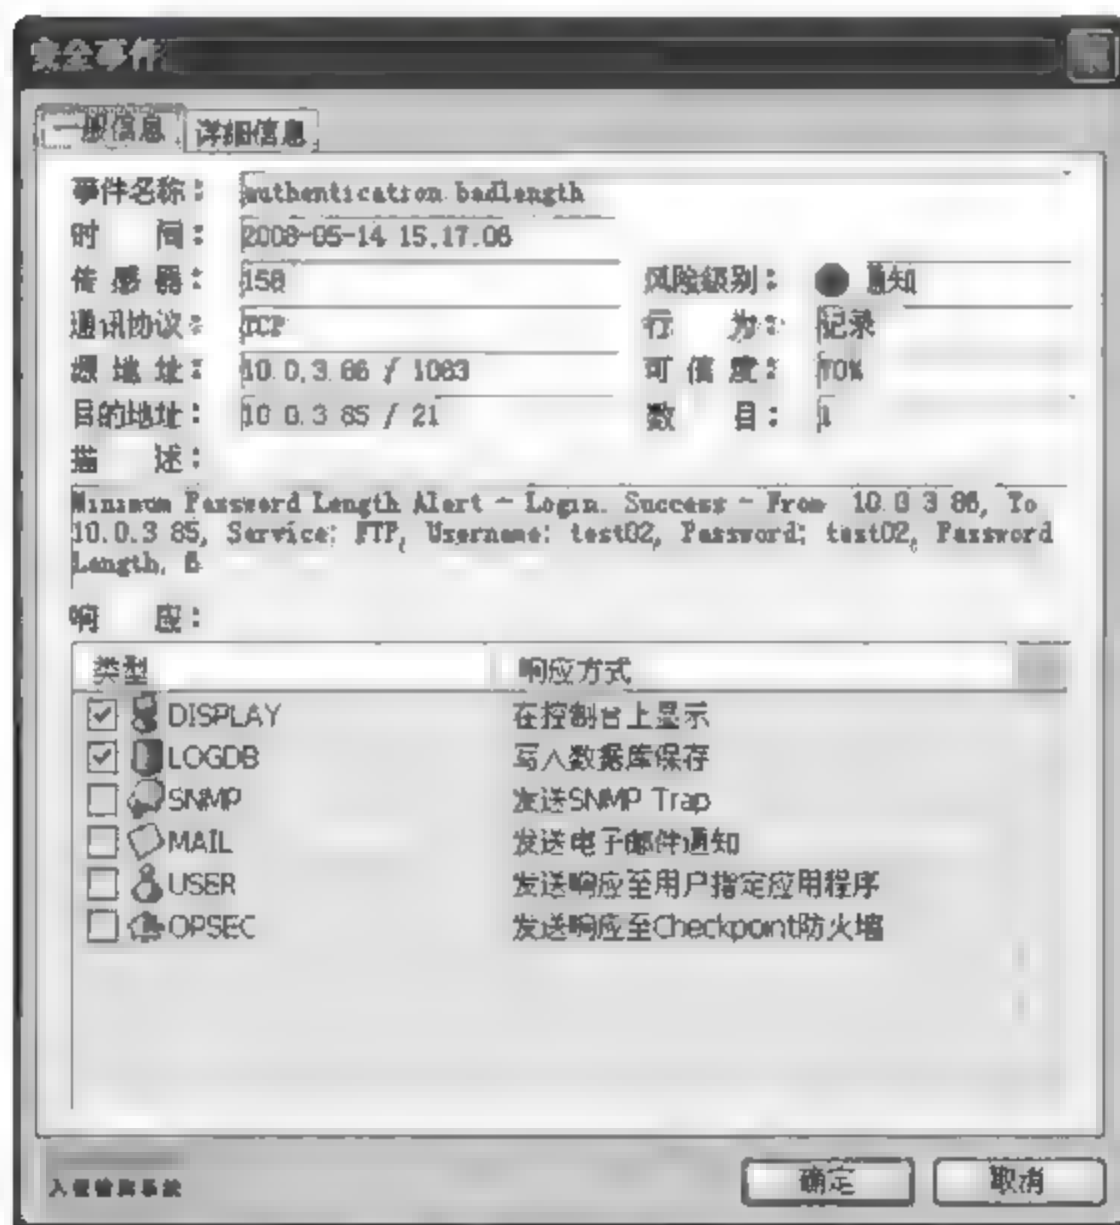 安全事件
一般信息 详细信息
事件名称： authentication.badlength
时 间： 2008-05-14 15.17.06
传 感 器： 158 风险级别： 通知
通讯协议： TCP 行 为： 记录
源 地 址： 10.0.3.86 / 1083 可 信 度： 70%
目的地址： 10.0.3.85 / 21 数 目： 1
描 述：
Minimum Password Length Alert - Login. Success - From 10.0.3.86, To
10.0.3.85, Service: FTP, Username: test02, Password: test02, Password
Length, 6
响 应：
类型 响应方式
DISPLAY 在控制台上显示
LOGDB 写入数据库保存
SNMP 发送SNMP Trap
MAIL 发送电子邮件通知
USER 发送响应至用户指定应用程序
OPSEC 发送响应至Checkpoint防火墙
入侵检测系统 确定 取消